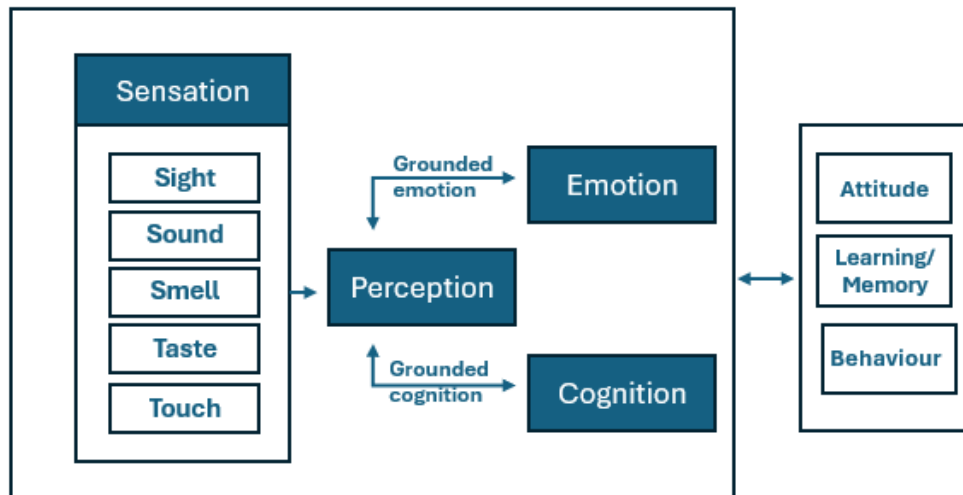 Sensation
Sight
Sound
Smell
Taste
Touch
Perception
Grounded
emotion
Emotion
Grounded
cognition
Cognition
Attitude
Learning/
Memory
Behaviour